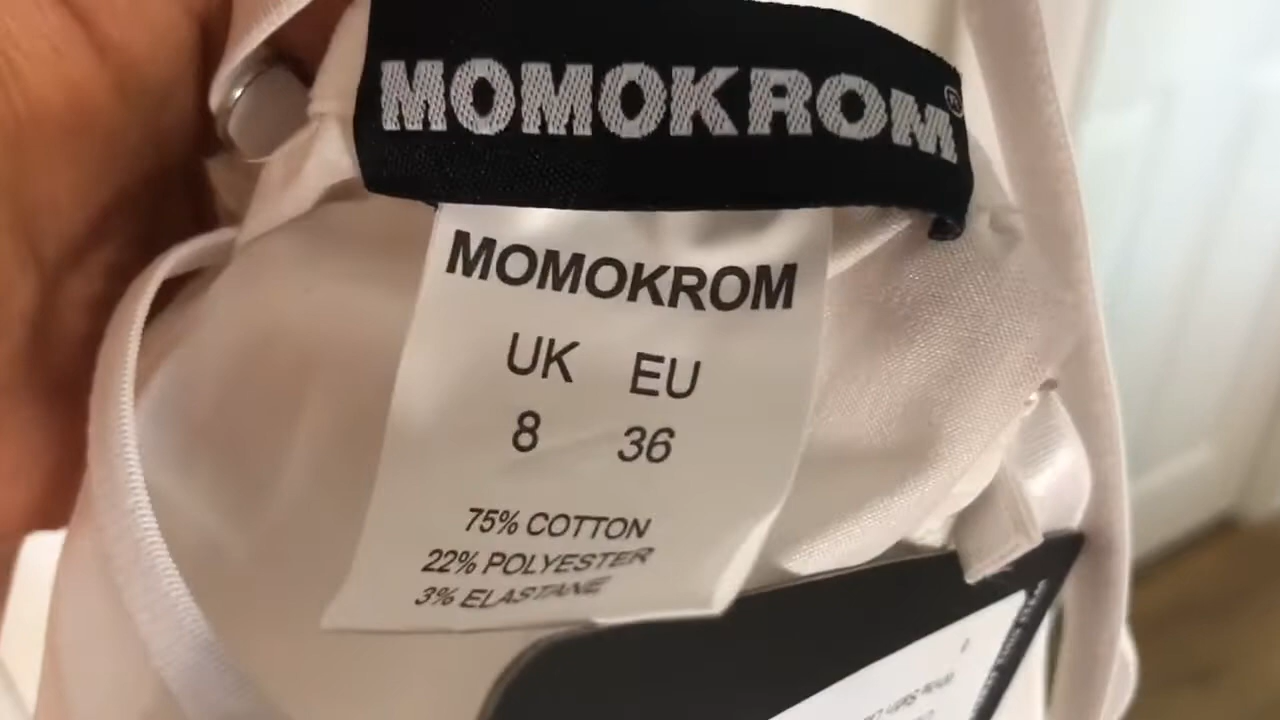 MOMOKROM®
MOMOKROM
UK EU
8 36
75% COTTON
22% POLYESTER
3% ELASTANE